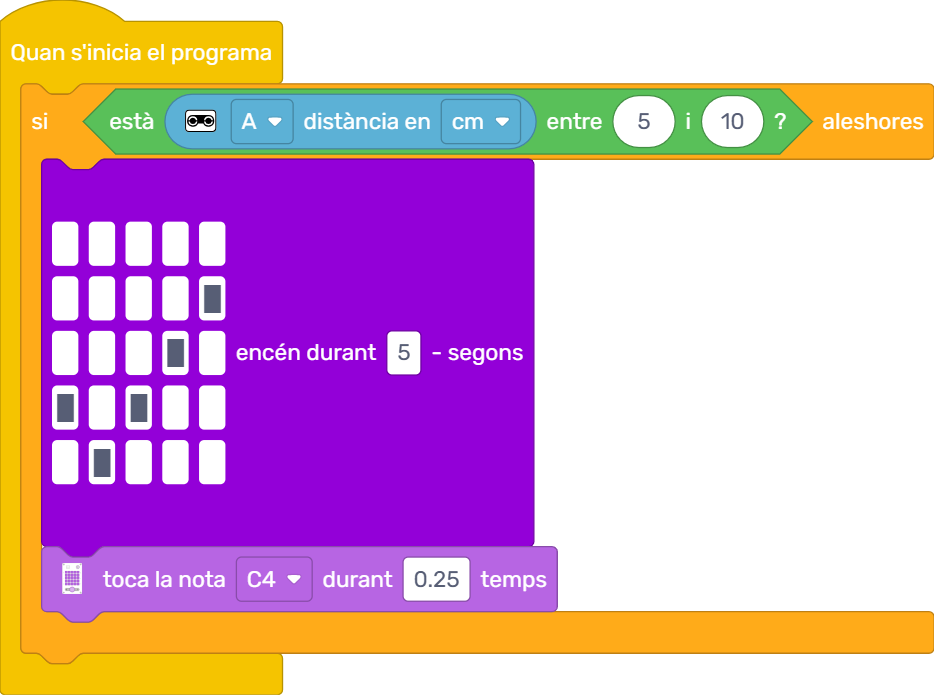 Quan s'inicia el programa
si està A distància en cm entre 5 i 10 ? aleshores
encén durant 5 - segons
toca la nota C4 durant 0.25 temps